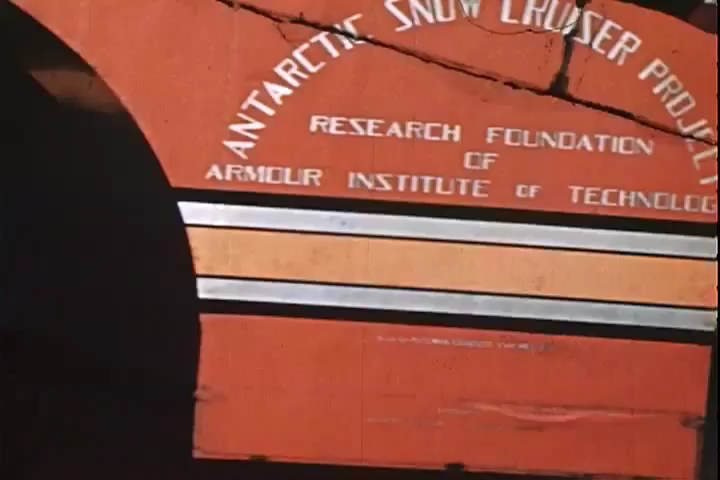 ANTARCTIC SNOW CRUISER PROJECT
RESEARCH FOUNDATION
OF
ARMOUR INSTITUTE OF TECHNOLOG